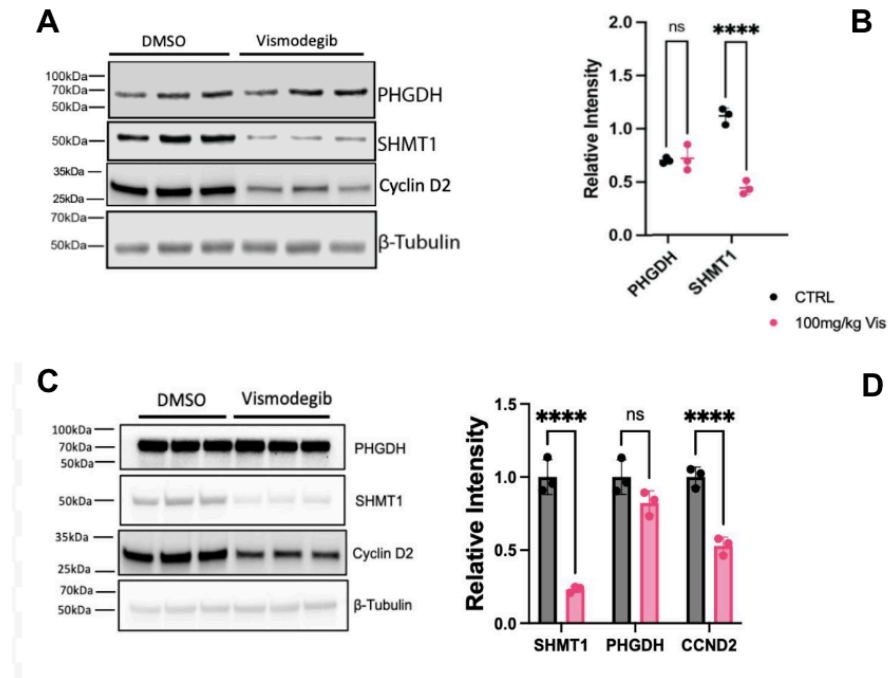 A
DMSO Vismodegib
100kDa
70kDa
50kDa
PHGDH
50kDa
SHMT1
35kDa
25kDa
Cyclin D2
70kDa
50kDa
β-Tubulin
B
Relative Intensity
2.0
1.5
1.0
0.5
0.0
ns
****
PHGDH
SHMT1
CTRL
100mg/kg Vis
C
DMSO Vismodegib
100kDa
70kDa
50kDa
PHGDH
50kDa
SHMT1
35kDa
25kDa
Cyclin D2
70kDa
50kDa
β-Tubulin
D
Relative Intensity
1.5
1.0
0.5
0.0
**** ns ****
SHMT1 PHGDH CCND2